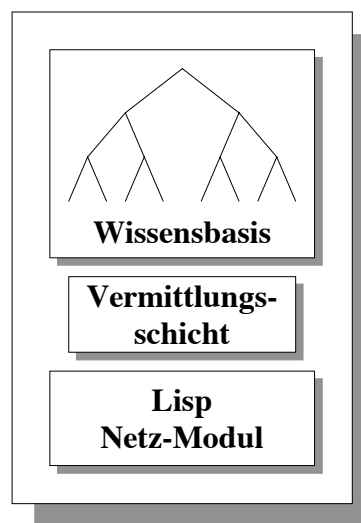 Wissensbasis
Vermittlungs-
schicht
Lisp
Netz-Modul